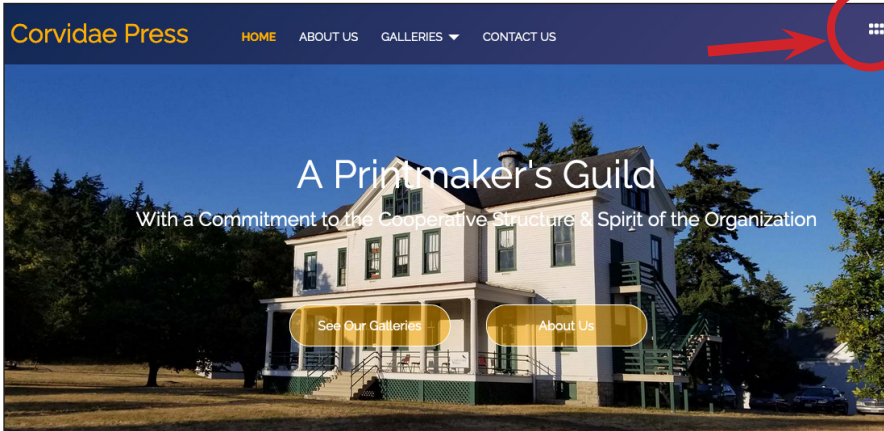 Corvidae Press
HOME ABOUT US GALLERIES CONTACT US
A Printmaker's Guild
With a Commitment to the Cooperative Structure & Spirit of the Organization
See Our Galleries About Us